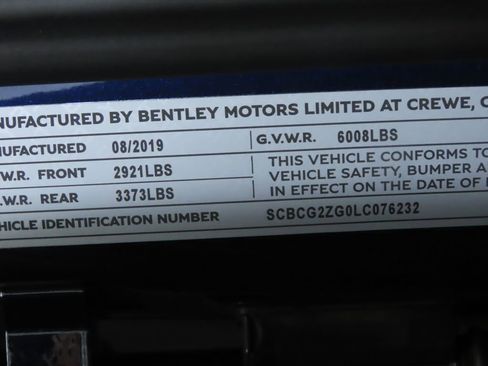 NUFACTURED BY BENTLEY MOTORS LIMITED AT CREWE, C
NUFACTURED 08/2019 G.V.W.R. 6008LBS
.W.R. FRONT 2921LBS THIS VEHICLE CONFORMS TO
VEHICLE SAFETY, BUMPER A
.W.R. REAR 3373LBS IN EFFECT ON THE DATE OF
HICLE IDENTIFICATION NUMBER SCBCG2ZG0LC076232